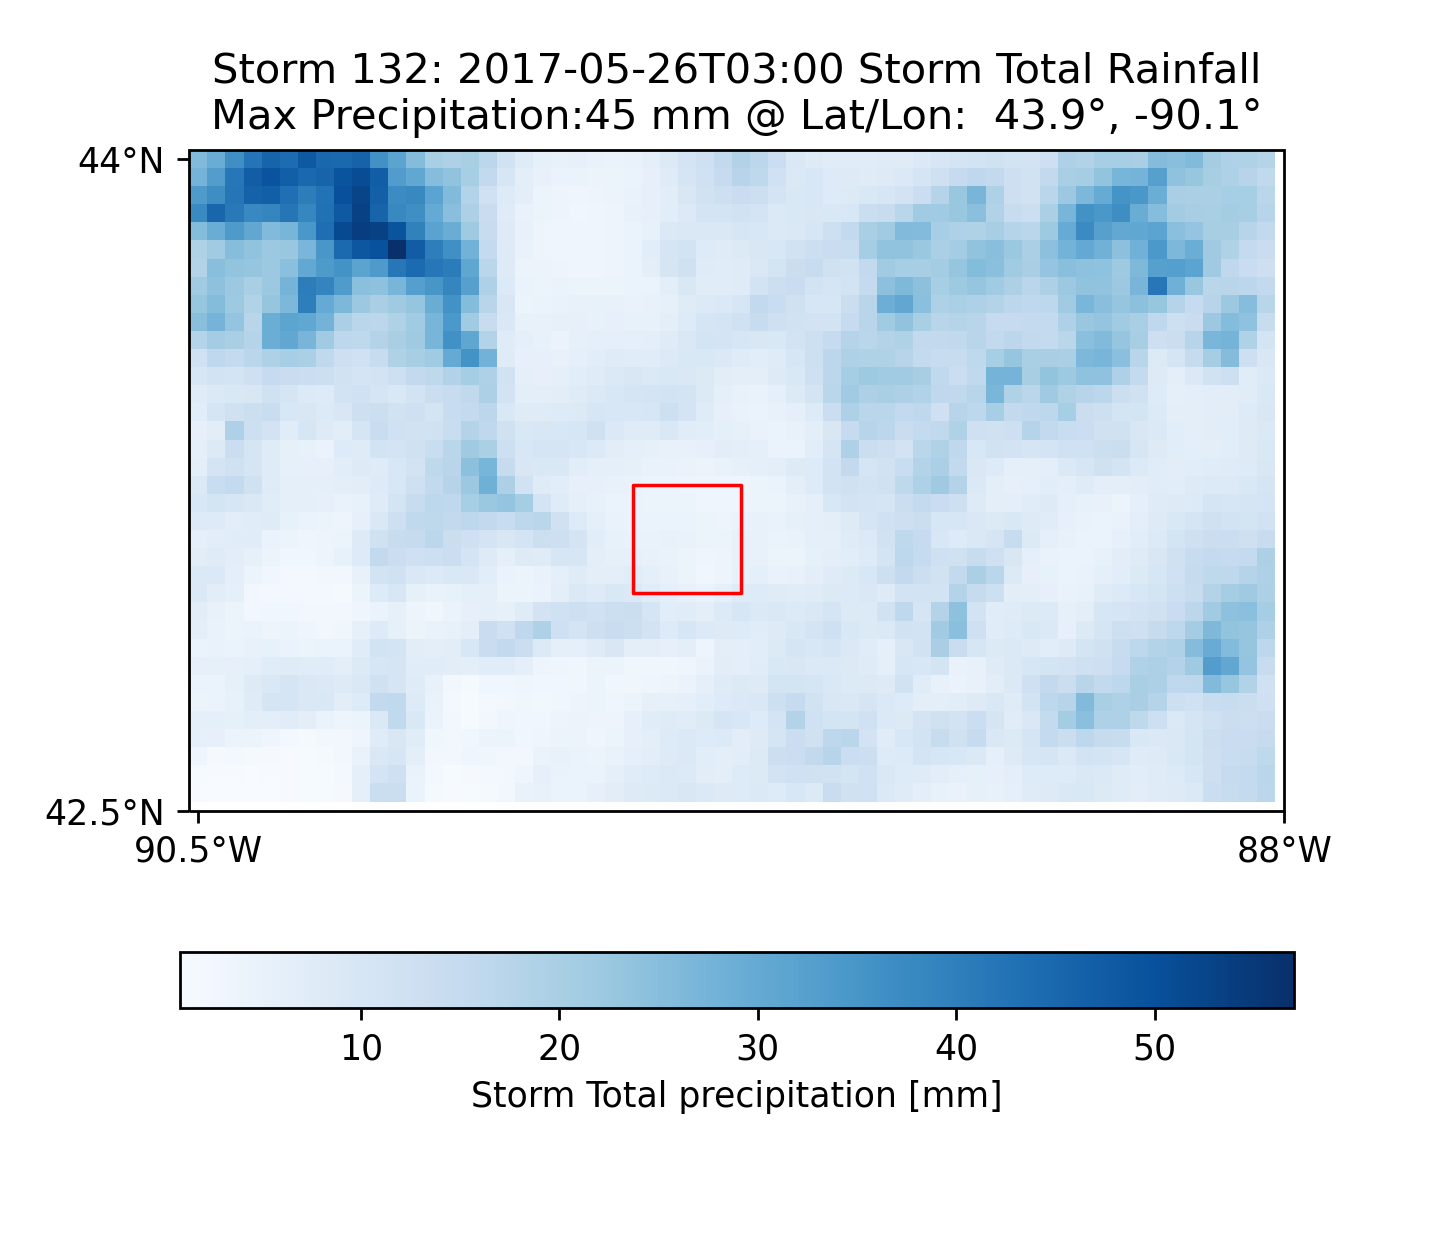 Storm 132: 2017-05-26T03:00 Storm Total Rainfall
Max Precipitation:45 mm @ Lat/Lon:  43.9°, -90.1°
44°N
42.5°N
90.5°W
88°W
10
20
30
40
50
Storm Total precipitation [mm]